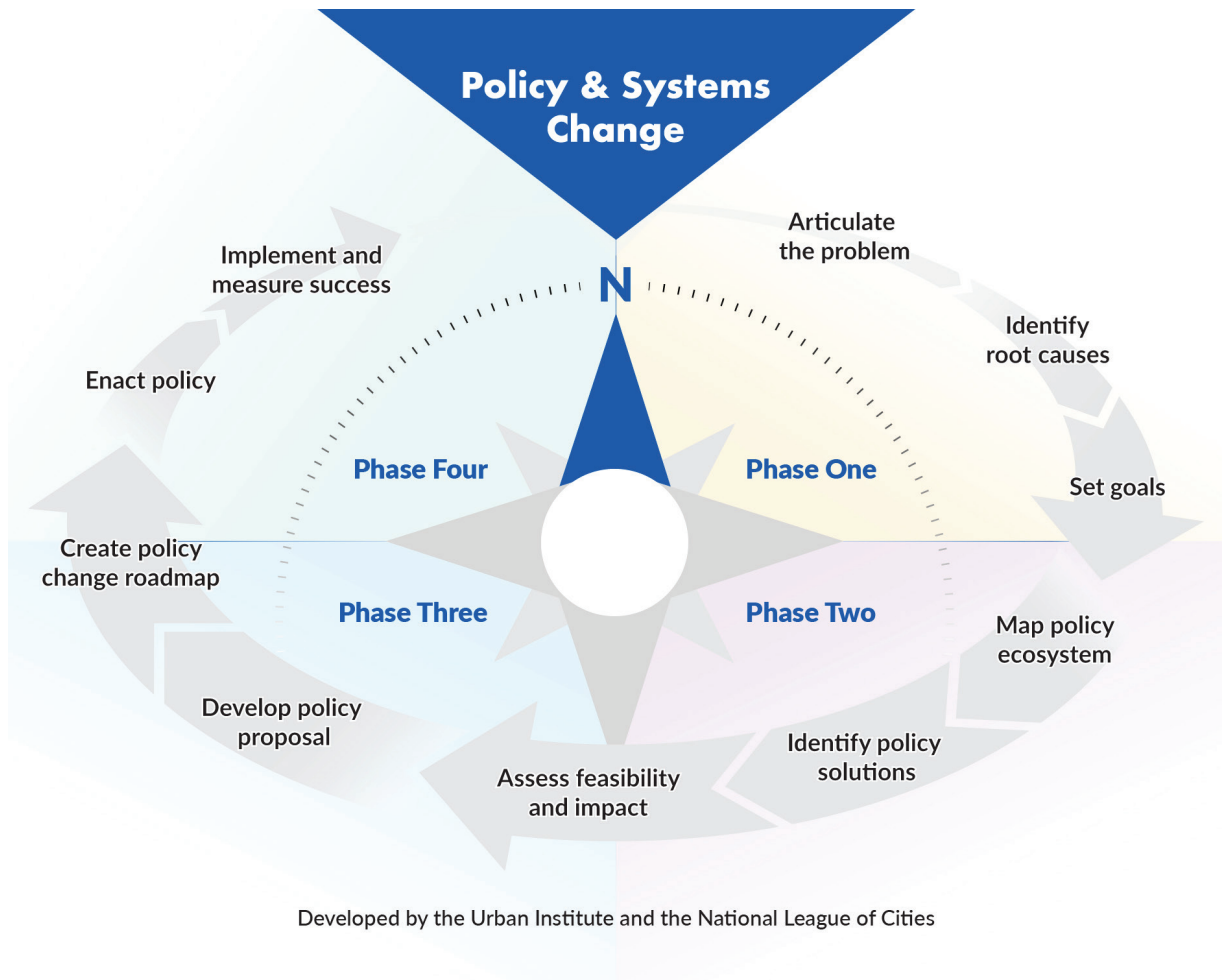 Policy & Systems
Change
N
Phase One
Articulate
the problem
Identify
root causes
Set goals
Phase Two
Map policy
ecosystem
Identify policy
solutions
Assess feasibility
and impact
Phase Three
Develop policy
proposal
Create policy
change roadmap
Phase Four
Enact policy
Implement and
measure success
Developed by the Urban Institute and the National League of Cities